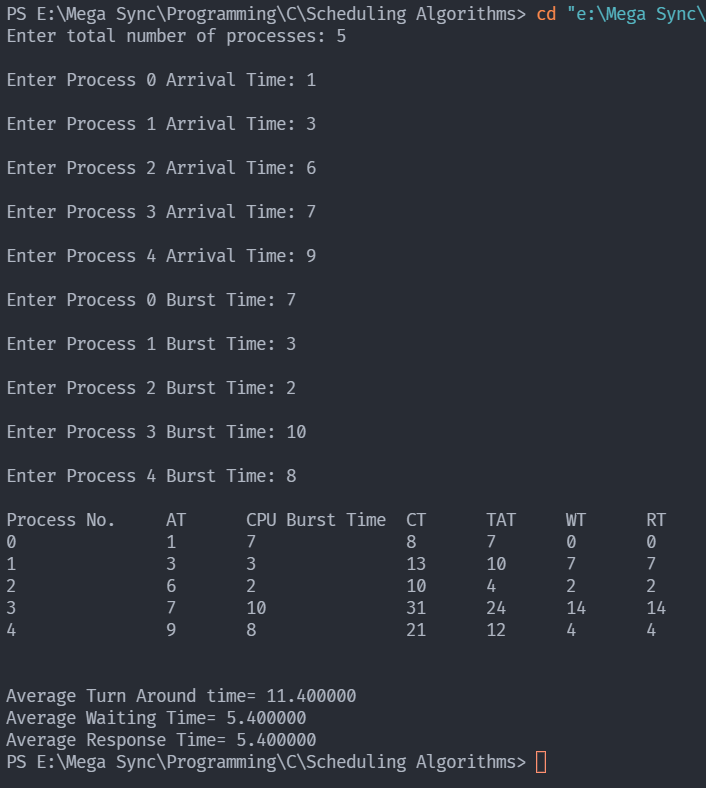 PS E:\Mega Sync\Programming\C\Scheduling Algorithms> cd "e:\Mega Sync\
Enter total number of processes: 5
Enter Process 0 Arrival Time: 1
Enter Process 1 Arrival Time: 3
Enter Process 2 Arrival Time: 6
Enter Process 3 Arrival Time: 7
Enter Process 4 Arrival Time: 9
Enter Process 0 Burst Time: 7
Enter Process 1 Burst Time: 3
Enter Process 2 Burst Time: 2
Enter Process 3 Burst Time: 10
Enter Process 4 Burst Time: 8
Process No. AT CPU Burst Time CT TAT WT RT
0 1 7 8 7 0 0
1 3 3 13 10 7 7
2 6 2 10 4 2 2
3 7 10 31 24 14 14
4 9 8 21 12 4 4
Average Turn Around time= 11.400000
Average Waiting Time= 5.400000
Average Response Time= 5.400000
PS E:\Mega Sync\Programming\C\Scheduling Algorithms>